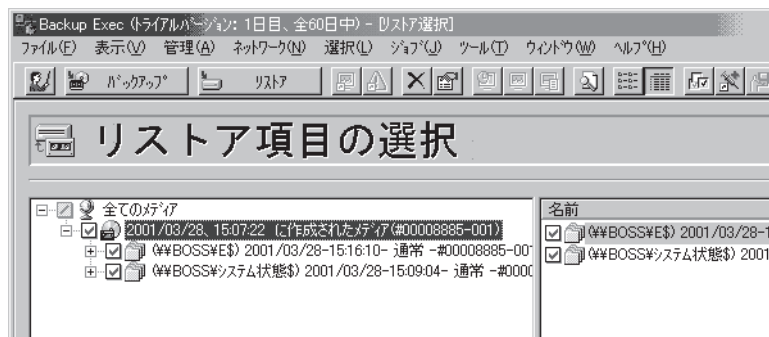 Backup Exec (トライアルバージョン: 1日目、全60日中) - [リストア選択]
ファイル(F) 表示(V) 管理(A) ネットワーク(N) 選択(L) ジョブ(J) ツール(T) ウィンドウ(W) ヘルプ(H)
バックアップ リストア
リストア項目の選択
全てのメディア
2001/03/28、15:07:22 に作成されたメディア(#00008885-001)
(¥¥BOSS¥E$) 2001/03/28-15:16:10- 通常 -#00008885-00
(¥¥BOSS¥システム状態$) 2001/03/28-15:09:04- 通常 -#000
名前
(¥¥BOSS¥E$) 2001/03/28-1
(¥¥BOSS¥システム状態$) 2001